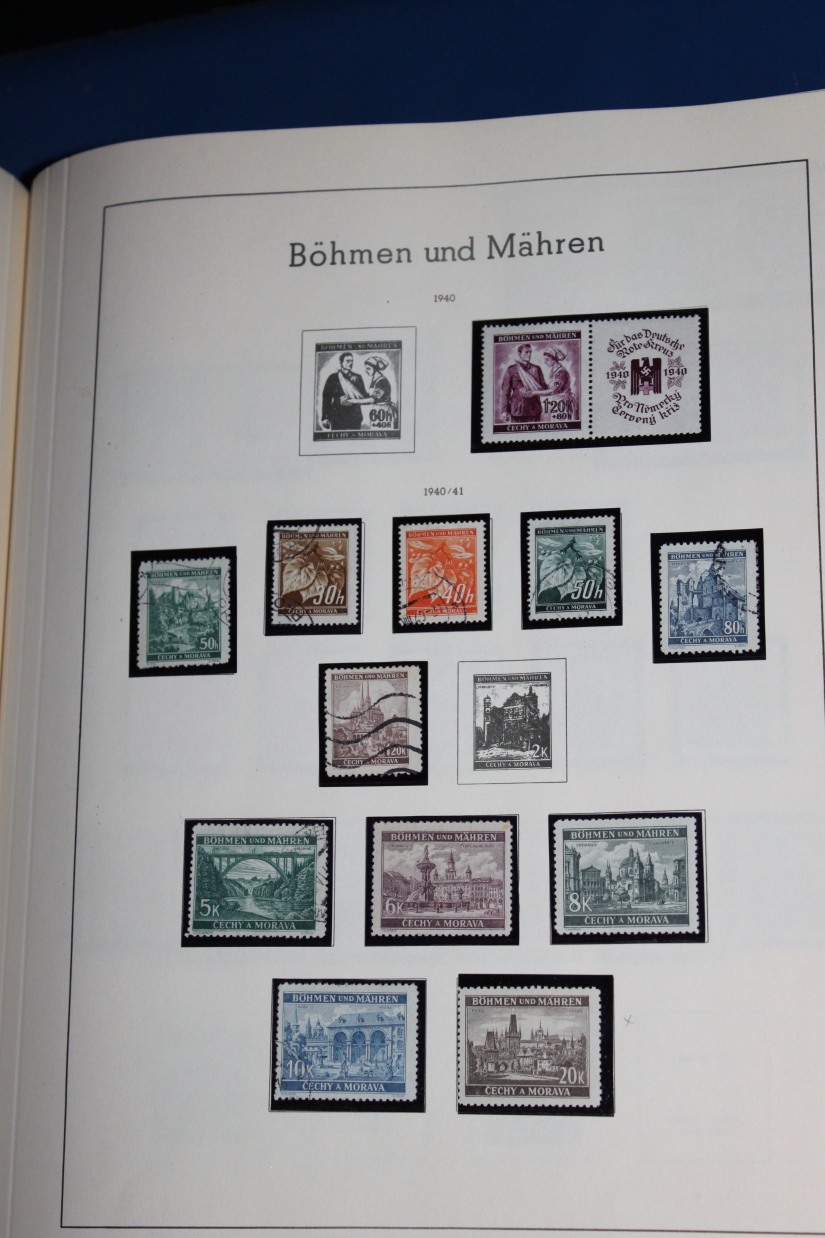 Böhmen und Mähren
1940
BÖHMEN UND MÄHREN
60h
+40h
ČECHY A MORAVA
BÖHMEN UND MÄHREN
1·20K
+80h
ČECHY A MORAVA
Für das Deutsche
Rote Kreuz
1940 1940
Pro Německý
Červený kříž
1940/41
BÖHMEN UND MÄHREN
50h
ČECHY A MORAVA
BÖHMEN UND MÄHREN
30h
ČECHY A MORAVA
BÖHMEN UND MÄHREN
40h
ČECHY A MORAVA
BÖHMEN UND MÄHREN
50h
ČECHY A MORAVA
BÖHMEN UND MÄHREN
80h
ČECHY A MORAVA
BÖHMEN UND MÄHREN
1·20K
ČECHY A MORAVA
BÖHMEN UND MÄHREN
2K
ČECHY A MORAVA
BÖHMEN UND MÄHREN
5K
ČECHY A MORAVA
BÖHMEN UND MÄHREN
6K
ČECHY A MORAVA
BÖHMEN UND MÄHREN
8K
ČECHY A MORAVA
BÖHMEN UND MÄHREN
10K
ČECHY A MORAVA
BÖHMEN UND MÄHREN
20K
ČECHY A MORAVA
x